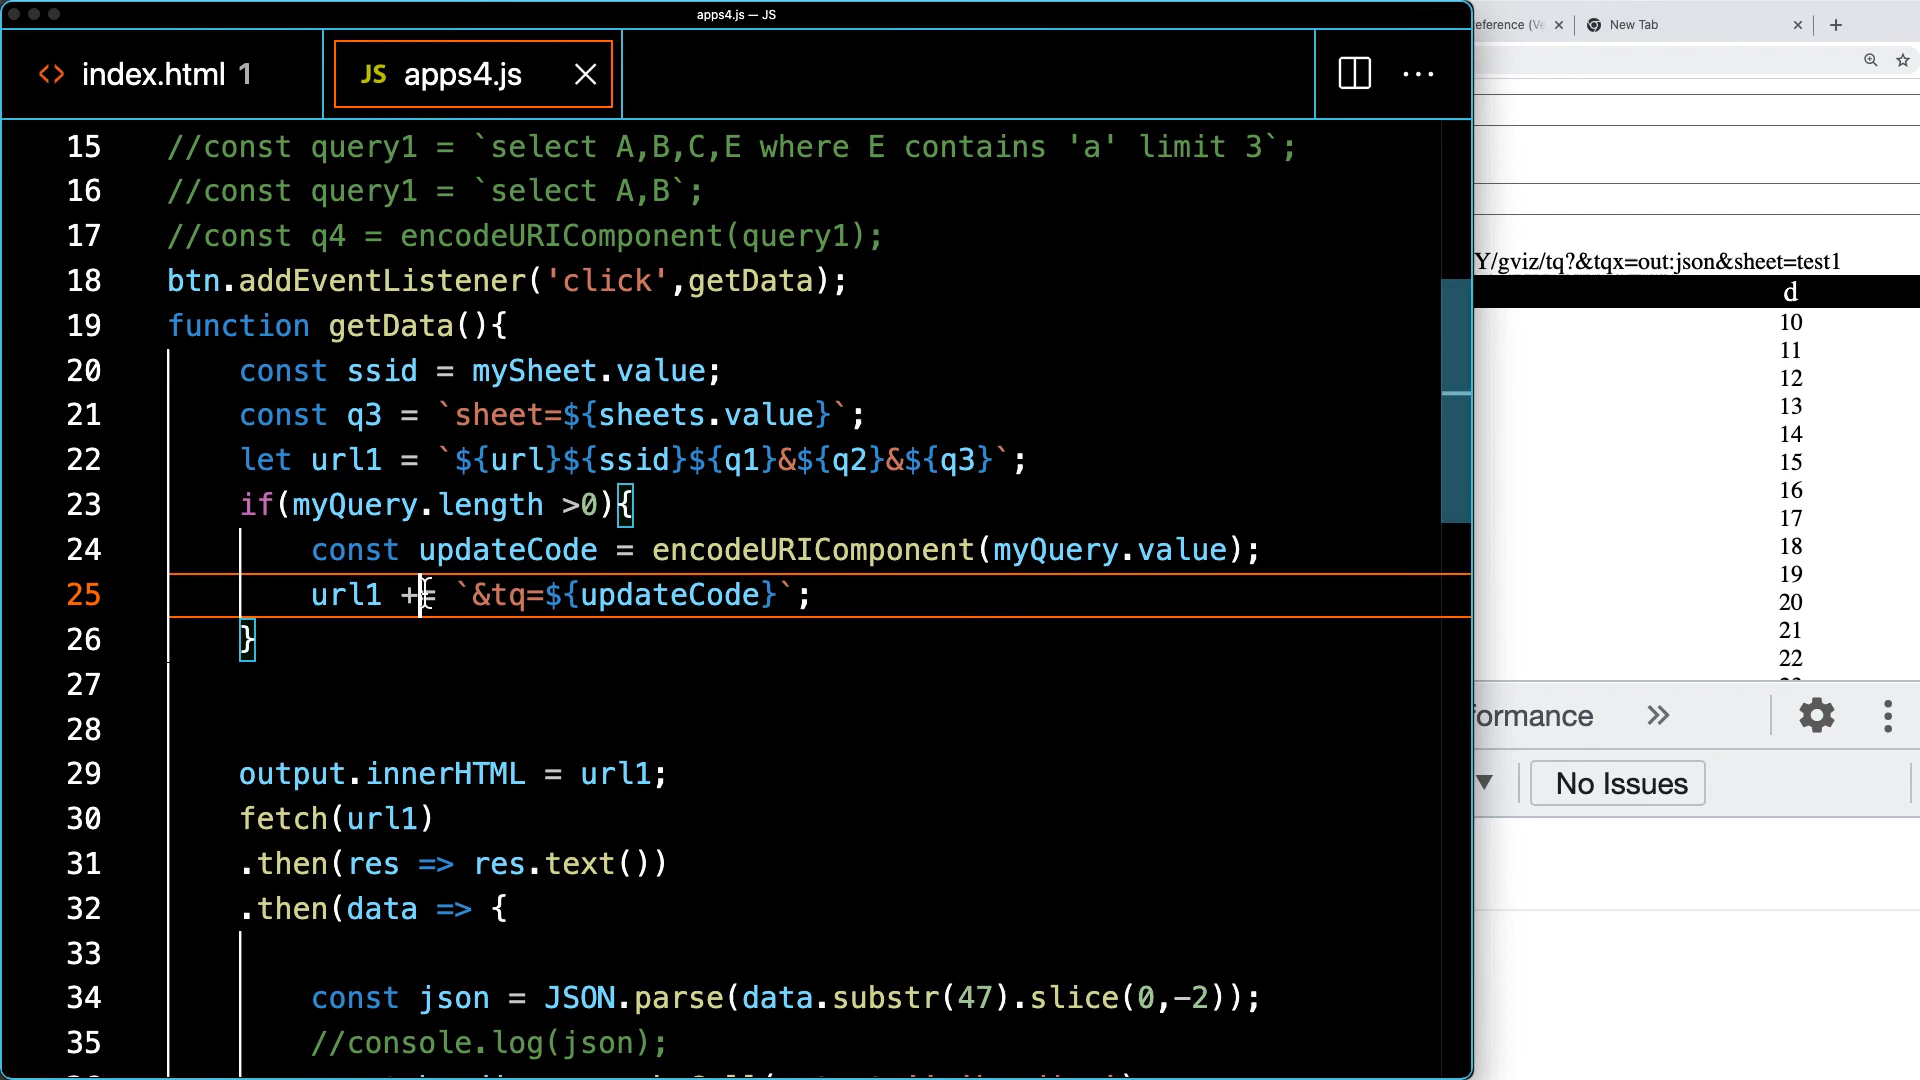 apps4.js — JS
<> index.html 1
JS apps4.js
eference (Ve
New Tab
15 //const query1 = `select A,B,C,E where E contains 'a' limit 3`;
16 //const query1 = `select A,B`;
17 //const q4 = encodeURIComponent(query1);
18 btn.addEventListener('click',getData);
19 function getData(){
20 const ssid = mySheet.value;
21 const q3 = `sheet=${sheets.value}`;
22 let url1 = `${url}${ssid}${q1}&${q2}&${q3}`;
23 if(myQuery.length >0){
24 const updateCode = encodeURIComponent(myQuery.value);
25 url1 += `&tq=${updateCode}`;
26 }
27
28
29 output.innerHTML = url1;
30 fetch(url1)
31 .then(res => res.text())
32 .then(data => {
33
34 const json = JSON.parse(data.substr(47).slice(0,-2));
35 //console.log(json);
Y/gviz/tq?&tqx=out:json&sheet=test1
d
10
11
12
13
14
15
16
17
18
19
20
21
22
formance
No Issues